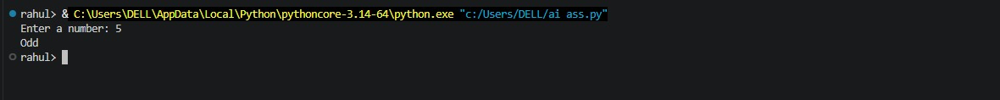 rahul> & C:\Users\DELL\AppData\Local\Python\pythoncore-3.14-64\python.exe "c:/Users/DELL/ai ass.py"
Enter a number: 5
Odd
rahul>